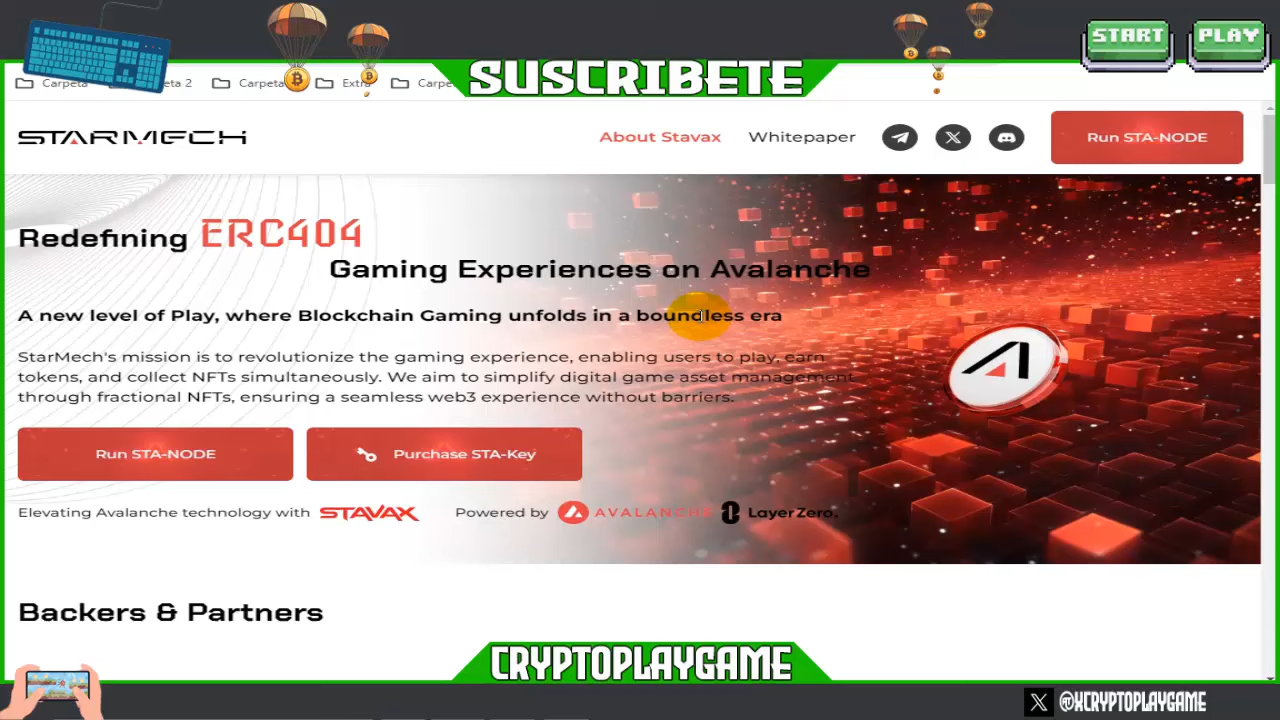 START PLAY
SUSCRIBETE
Carpeta Carpeta 2 Carpeta Extra Carpe
STARMECH About Stavax Whitepaper Run STA-NODE
Redefining ERC404
Gaming Experiences on Avalanche
A new level of Play, where Blockchain Gaming unfolds in a boundless era
StarMech's mission is to revolutionize the gaming experience, enabling users to play, earn
tokens, and collect NFTs simultaneously. We aim to simplify digital game asset management
through fractional NFTs, ensuring a seamless web3 experience without barriers.
Run STA-NODE Purchase STA-Key
Elevating Avalanche technology with STAVAX Powered by AVALANCHE LayerZero.
Backers & Partners
CRYPTOPLAYGAME
X @XCRYPTOPLAYGAME